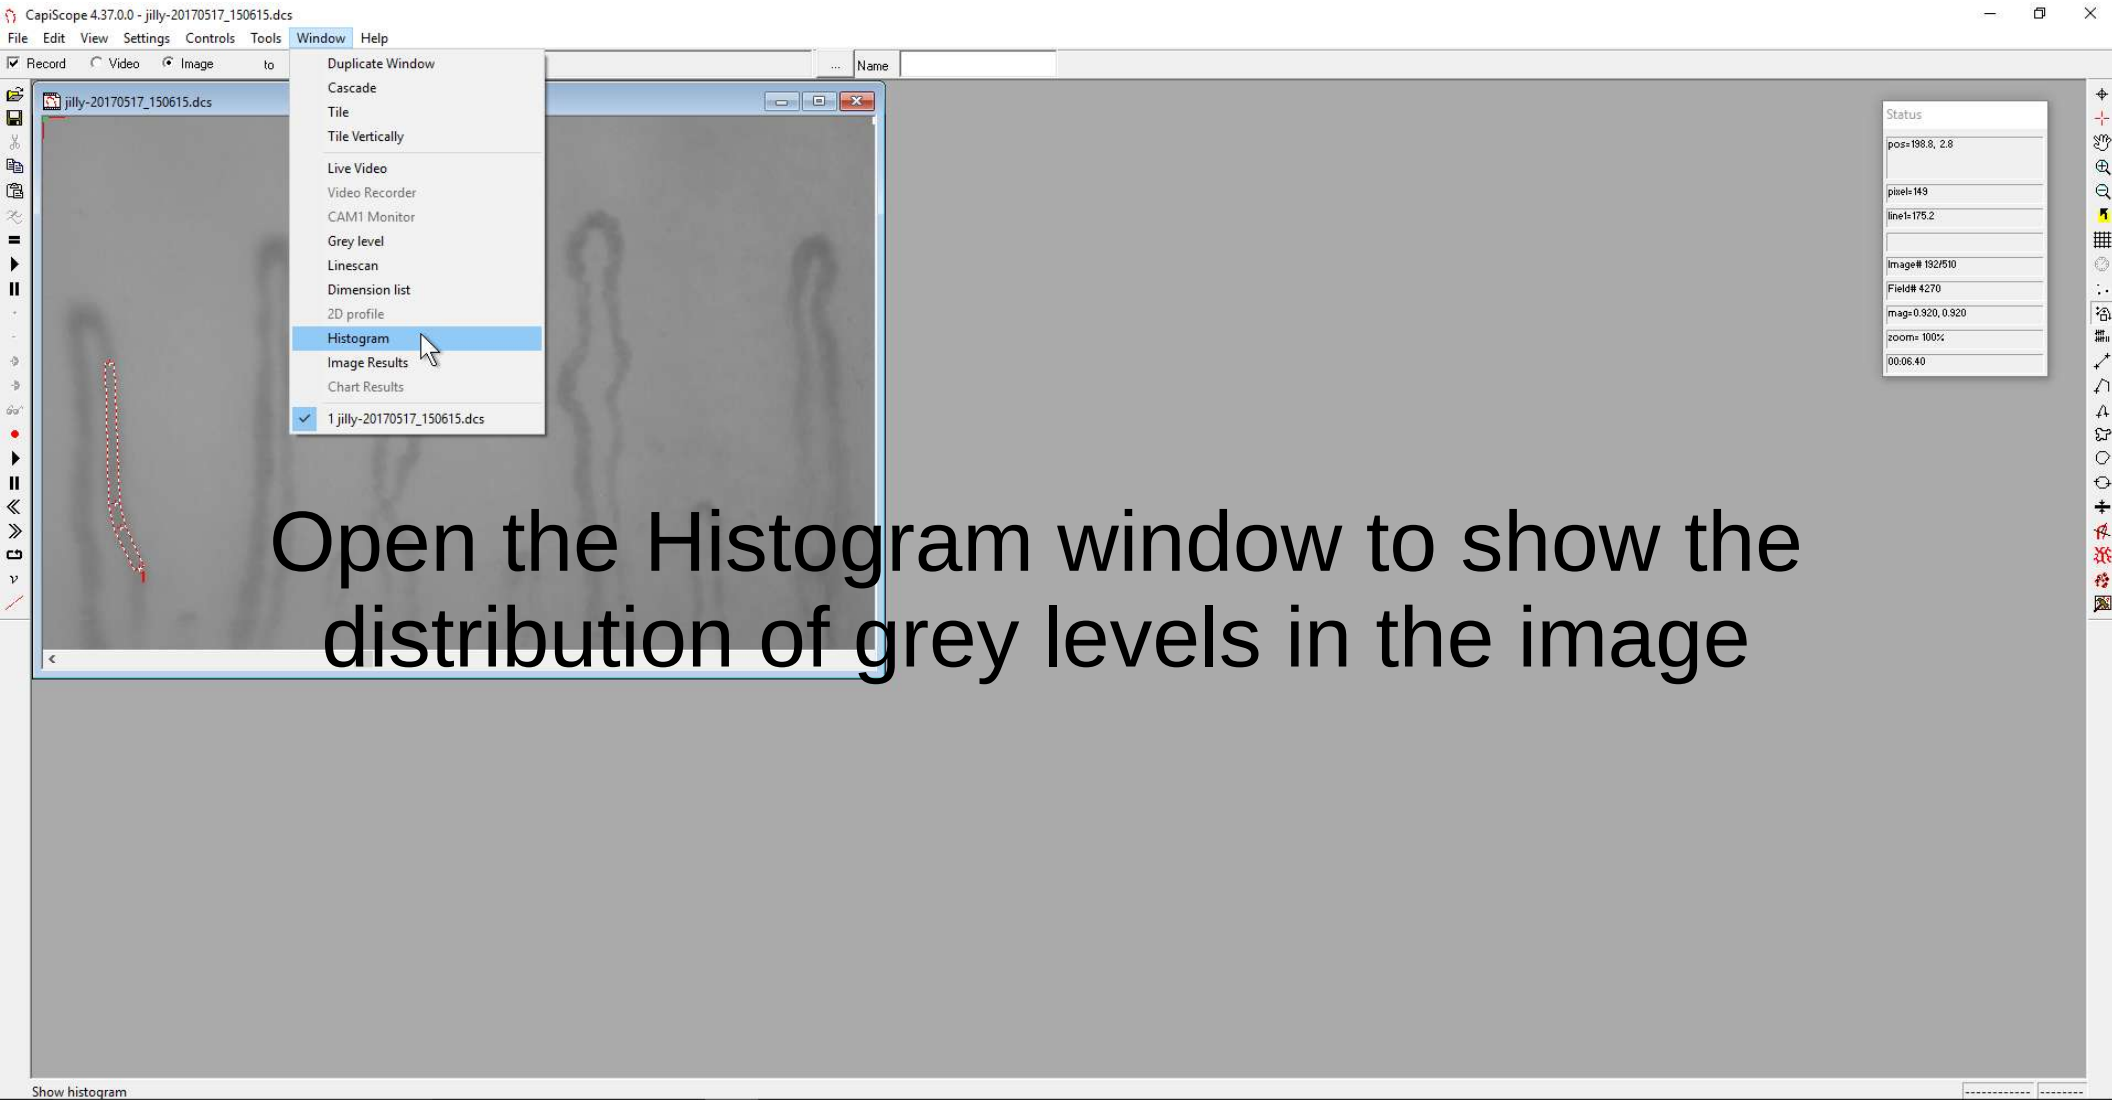 CapiScope 4.37.0.0 - jilly-20170517_150615.dcs
File Edit View Settings Controls Tools Window Help
Record Video Image to ... Name
jilly-20170517_150615.dcs
Duplicate Window
Cascade
Tile
Tile Vertically
Live Video
Video Recorder
CAM1 Monitor
Grey level
Linescan
Dimension list
2D profile
Histogram
Image Results
Chart Results
1 jilly-20170517_150615.dcs
Status
pos=198.8, 2.8
pixel=149
line1=175.2
Image# 192/510
Field# 4270
mag=0.920, 0.920
zoom= 100%
00:06.40
Open the Histogram window to show the
distribution of grey levels in the image
Show histogram